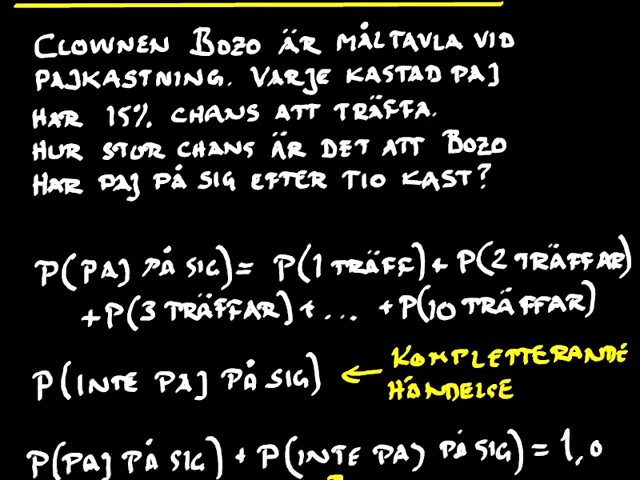 CLOWNEN BOZO ÄR MÅLTAVLA VID
PAJKASTNING. VARJE KASTAD PAJ
HAR 15% CHANS ATT TRÄFFA.
HUR STOR CHANS ÄR DET ATT BOZO
HAR PAJ PÅ SIG EFTER TIO KAST?
P(PAJ PÅ SIG) = P(1 TRÄFF) + P(2 TRÄFFAR)
+ P(3 TRÄFFAR) + ... + P(10 TRÄFFAR)
P(INTE PAJ PÅ SIG) ← KOMPLETTERANDE
HÄNDELSE
P(PAJ PÅ SIG) + P(INTE PAJ PÅ SIG) = 1,0